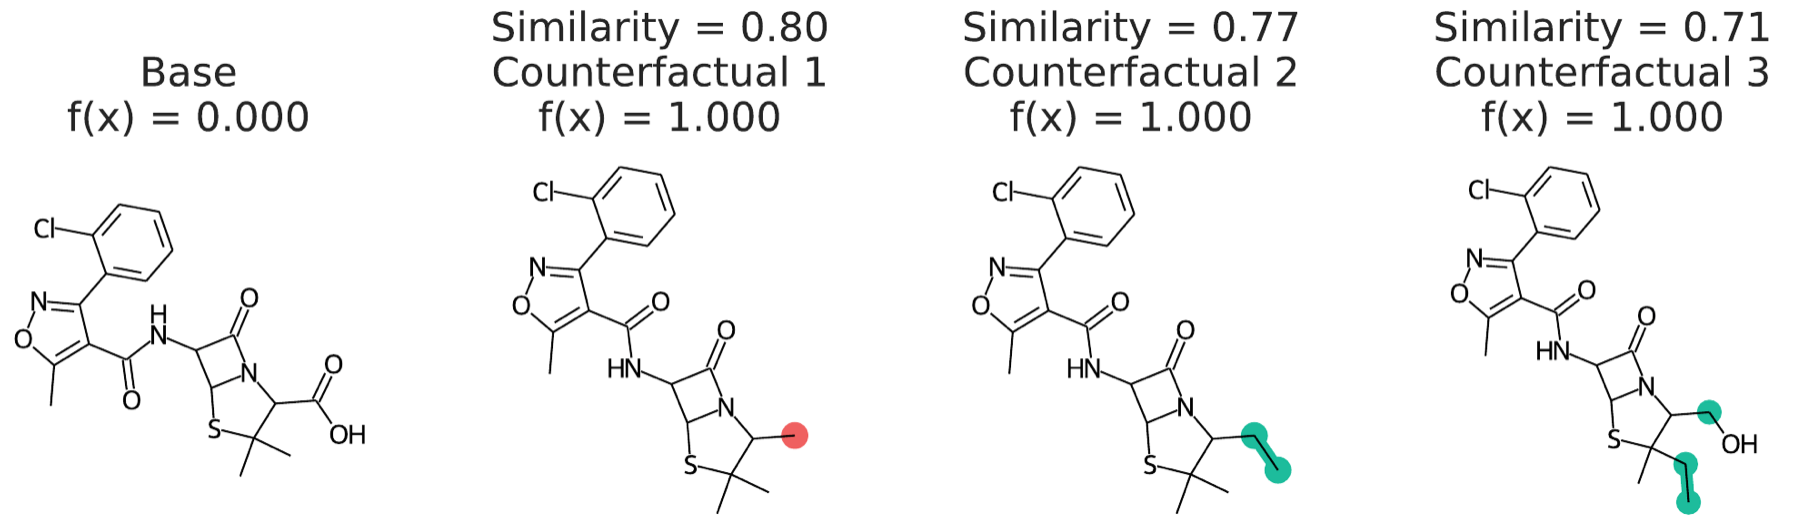 Base
f(x) = 0.000
Similarity = 0.80
Counterfactual 1
f(x) = 1.000
Similarity = 0.77
Counterfactual 2
f(x) = 1.000
Similarity = 0.71
Counterfactual 3
f(x) = 1.000
Cl
N
O
H
N
O
O
N
S
O
OH
Cl
N
O
O
HN
O
N
S
Cl
N
O
O
HN
O
N
S
Cl
N
O
O
HN
O
N
S
OH